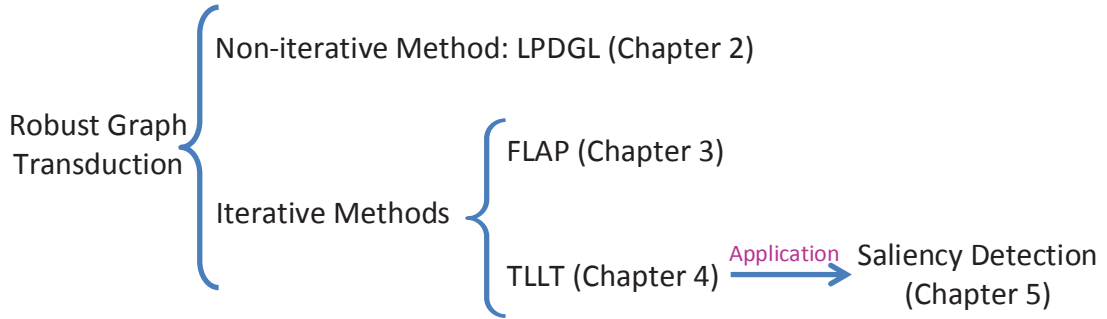 Non-iterative Method: LPDGL (Chapter 2)
Robust Graph
Transduction
FLAP (Chapter 3)
Iterative Methods
TLLT (Chapter 4)
Application
Saliency Detection
(Chapter 5)